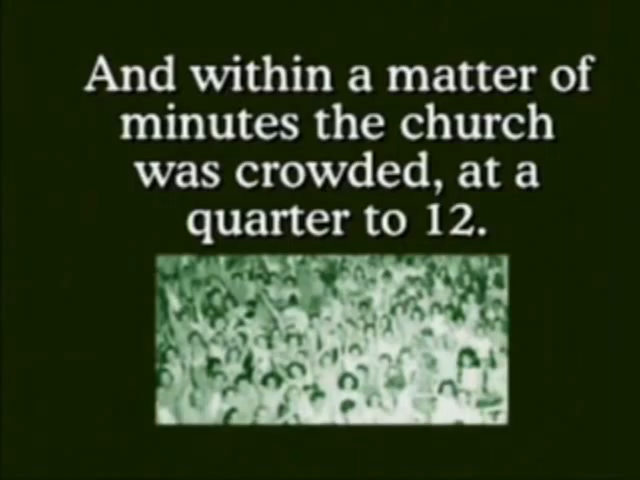 And within a matter of
minutes the church
was crowded, at a
quarter to 12.